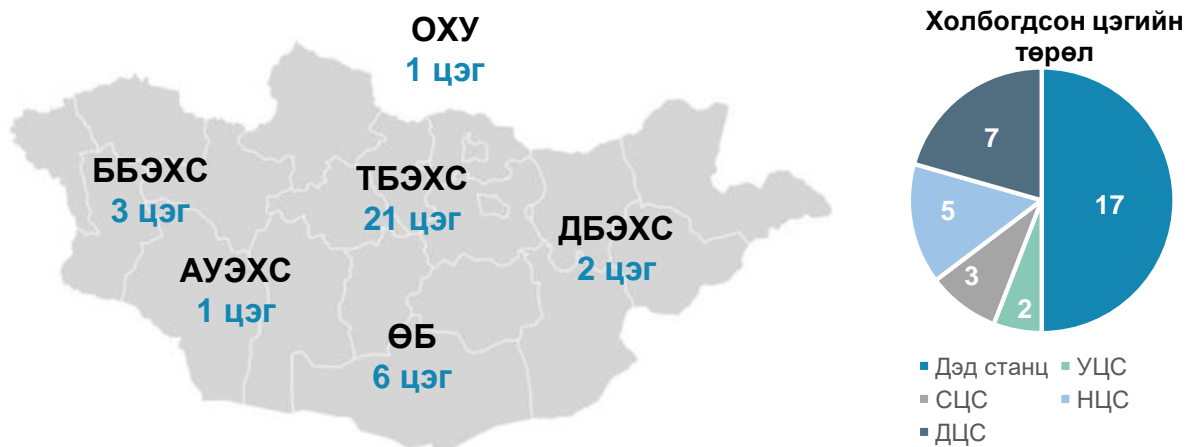 ОХУ
1 цэг
ББЭХС
3 цэг
ТБЭХС
21 цэг
ДБЭХС
2 цэг
АУЭХС
1 цэг
ӨБ
6 цэг
Холбогдсон цэгийн
төрөл
7
17
5
3
2
Дэд станц УЦС
СЦС НЦС
ДЦС